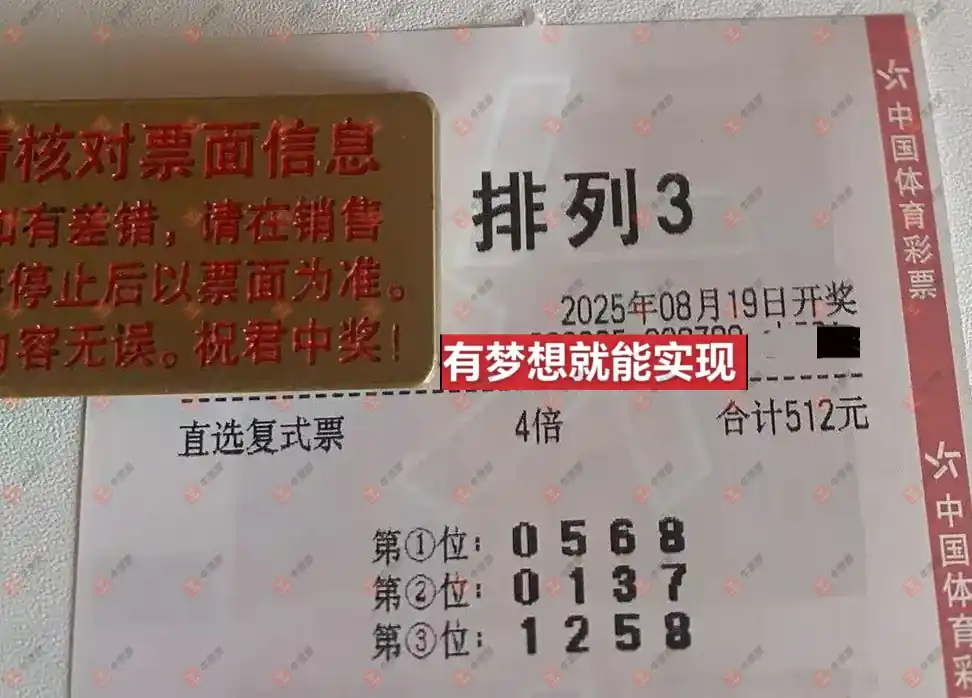 核对票面信息
有差错，请在销售
停止后以票面为准。
容无误。祝君中奖！
排列3
2025年08月19日开奖
有梦想就能实现
直选复式票
4倍
合计512元
第①位：0 5 6 8
第②位：0 1 3 7
第③位：1 2 5 8
中国体育彩票
中国体育彩